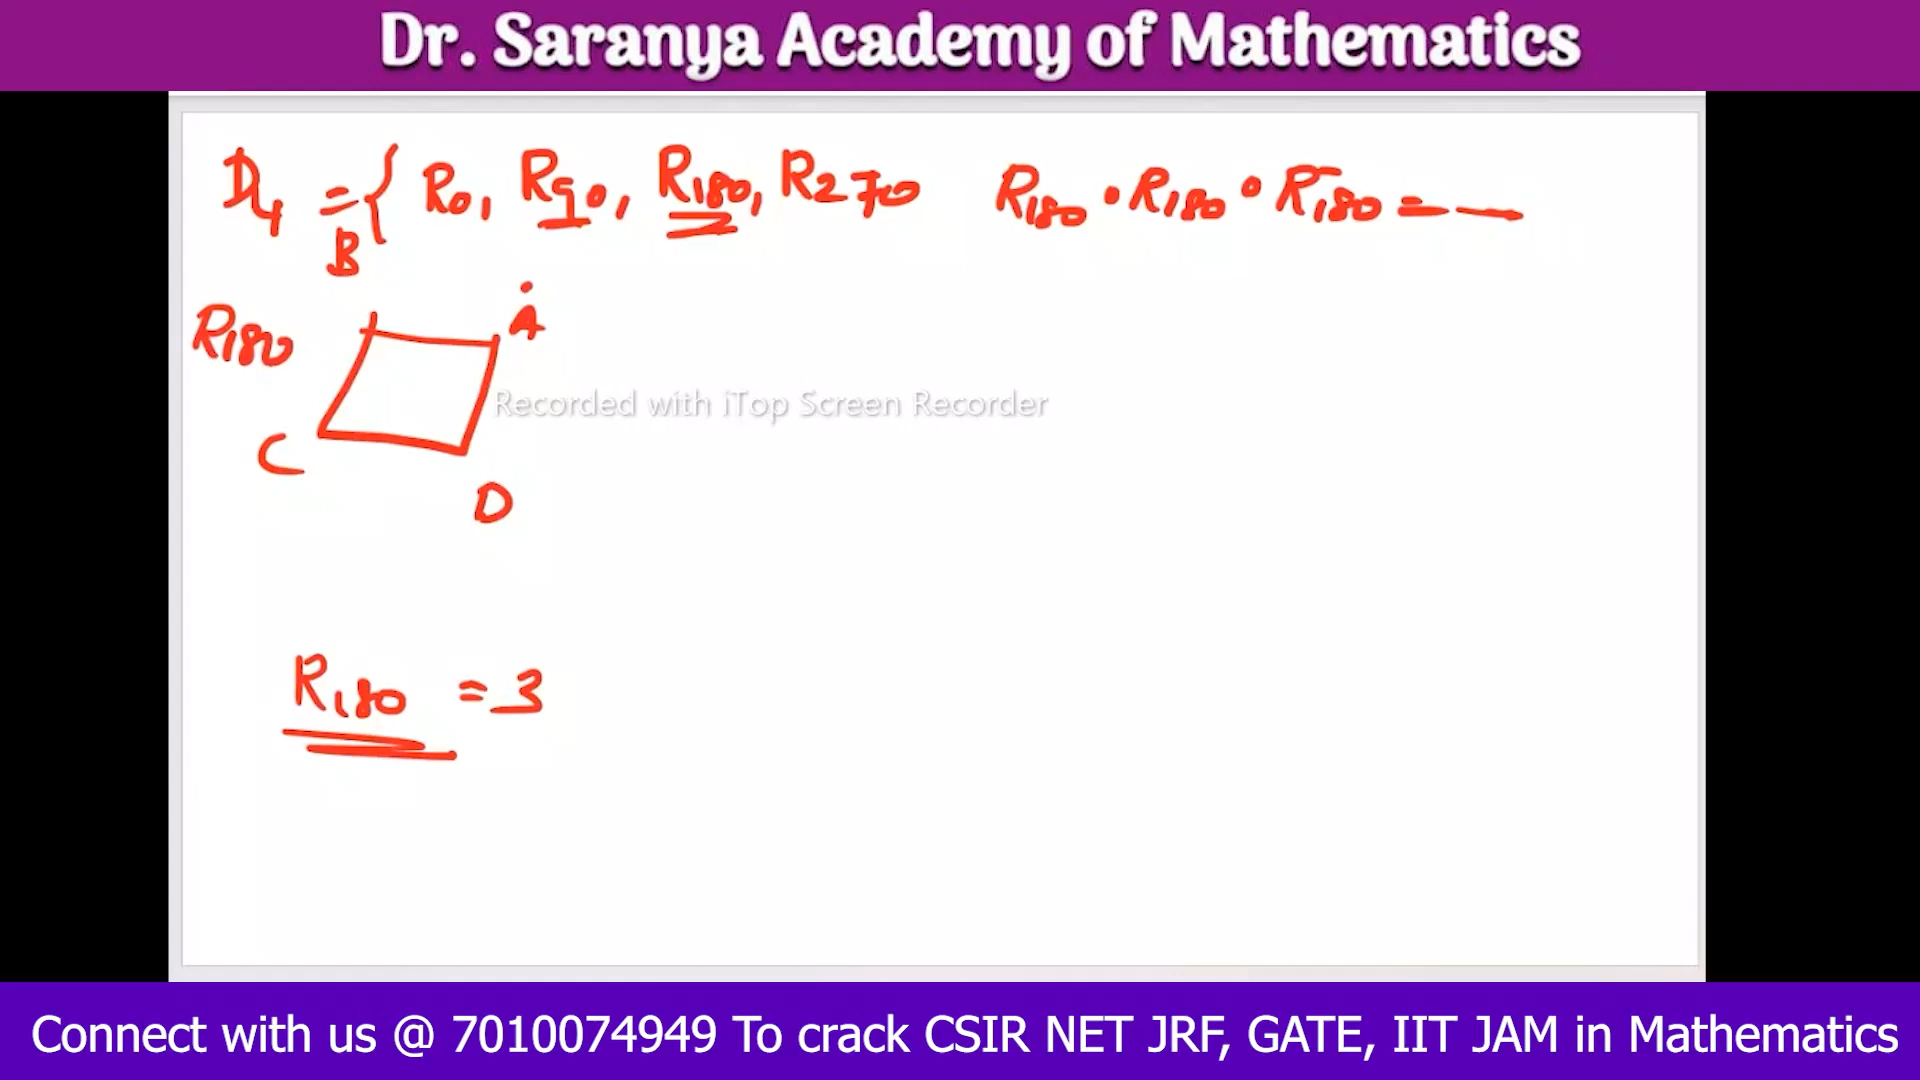 Dr. Saranya Academy of Mathematics
D4 = { R0, R90, R180, R270 R180 · R180 ∘ R180 = —
B
A
R180
Recorded with iTop Screen Recorder
C
D
R180 = 3
Connect with us @ 7010074949 To crack CSIR NET JRF, GATE, IIT JAM in Mathematics